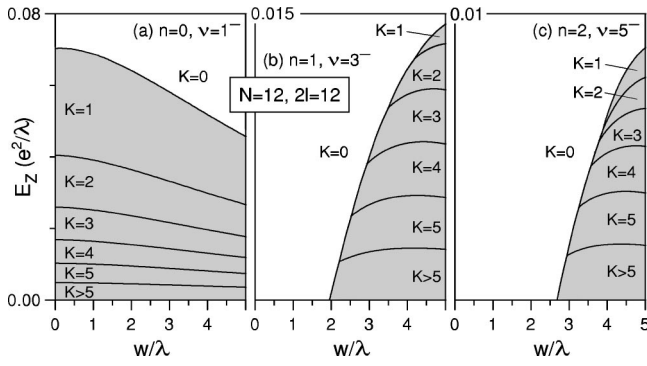 0.08
E_Z (e²/λ)
0.00
(a) n=0, ν=1⁻
K=0
K=1
K=2
K=3
K=4
K=5
K>5
0 1 2 3 4
w/λ
0.015
(b) n=1, ν=3⁻
N=12, 2l=12
K=0
K=1
K=2
K=3
K=4
K=5
K>5
0 1 2 3 4
w/λ
0.01
(c) n=2, ν=5⁻
K=0
K=1
K=2
K=3
K=4
K=5
K>5
0 1 2 3 4 5
w/λ